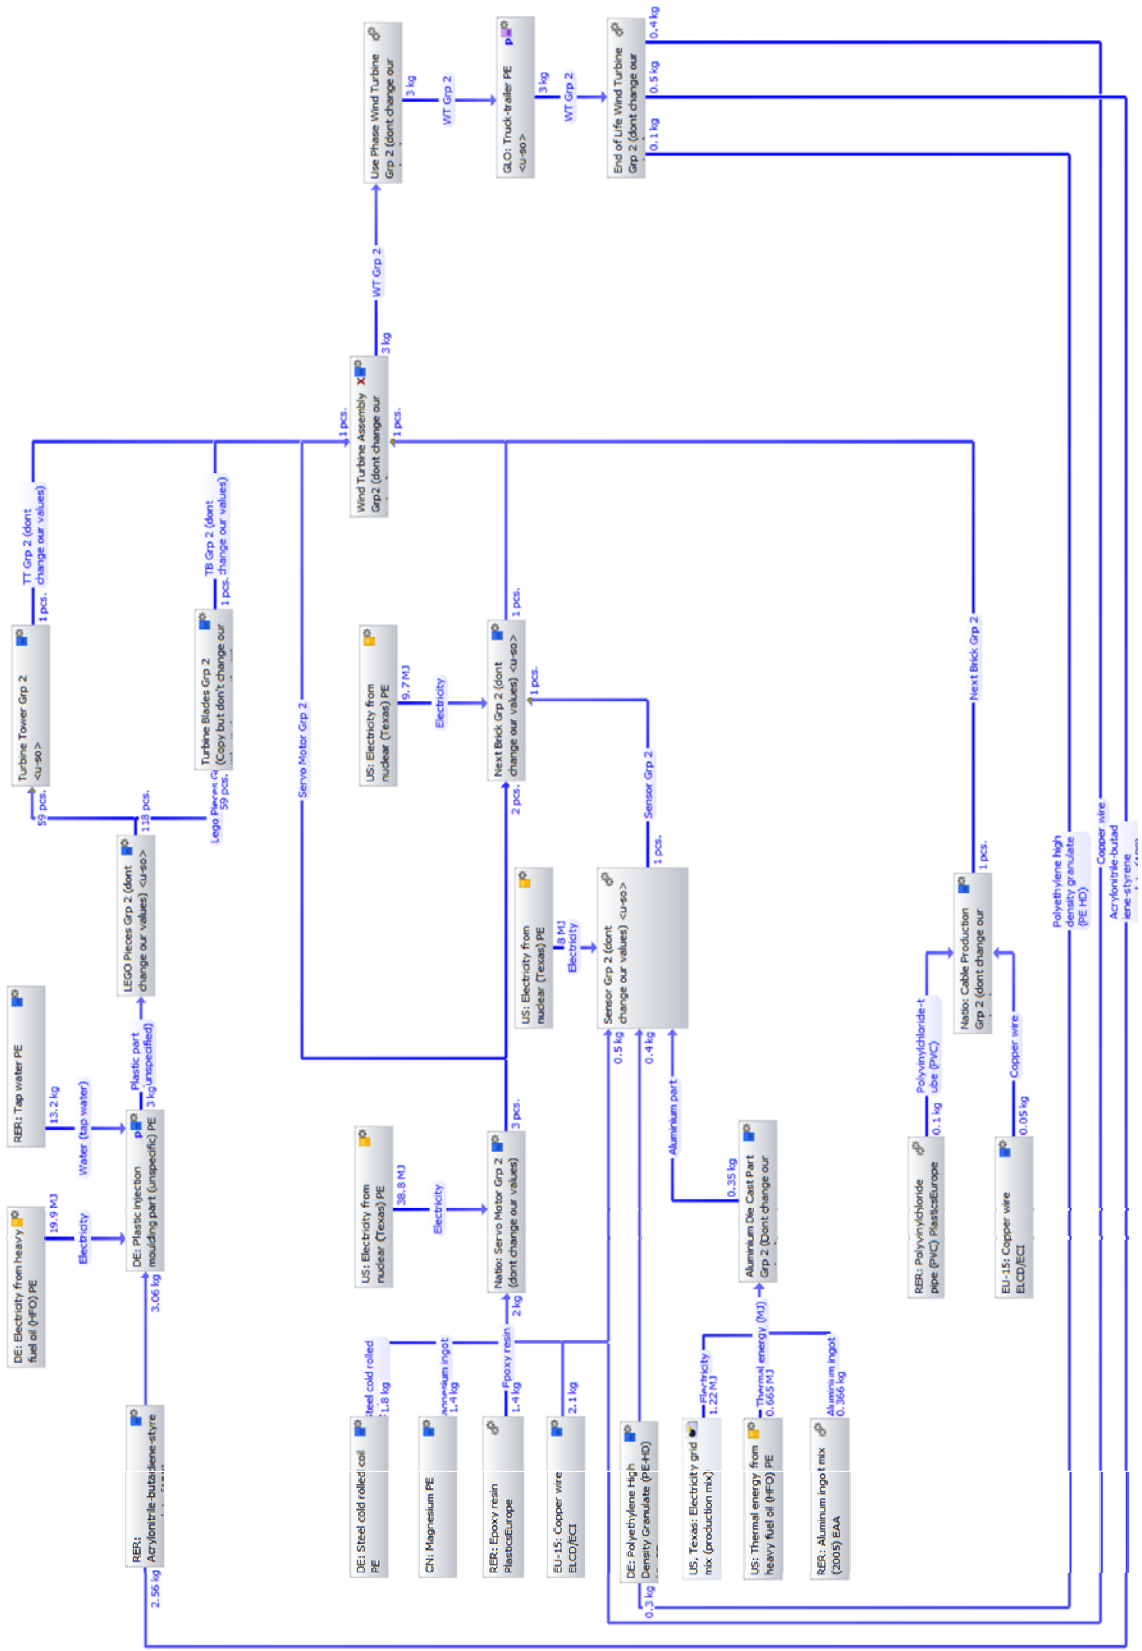 Use Phase Wind Turbine
Grp 2 (dont change our
3 kg
WT Grp 2
GLO: Truck-trailer PE
<u-so>
3 kg
WT Grp 2
End of Life Wind Turbine
Grp 2 (dont change our
0.1 kg
0.5 kg
0.4 kg
WT Grp 2
3 kg
Wind Turbine Assembly
Grp2 (dont change our
1 pcs.
1 pcs.
TT Grp 2 (dont
change our values)
1 pcs.
Turbine Tower Grp 2
<u-so>
59 pcs.
TB Grp 2 (dont
change our values)
1 pcs.
Turbine Blades Grp 2
(Copy but don't change our
59 pcs.
Lego Pieces G
118 pcs.
LEGO Pieces Grp 2 (dont
change our values) <u-so>
Plastic part
(unspecified)
3 kg
RER: Tap water PE
13.2 kg
Water (tap water)
DE: Electricity from heavy
fuel oil (HFO) PE
19.9 MJ
Electricity
DE: Plastic injection
moulding part (unspecific) PE
3.06 kg
RER:
Acrylonitrile-butadiene-styre
2.56 kg
Servo Motor Grp 2
US: Electricity from
nuclear (Texas) PE
9.7 MJ
Electricity
Next Brick Grp 2 (dont
change our values) <u-so>
1 pcs.
2 pcs.
1 pcs.
Sensor Grp 2
1 pcs.
US: Electricity from
nuclear (Texas) PE
8 MJ
Electricity
Sensor Grp 2 (dont
change our values) <u-so>
0.5 kg
0.4 kg
Aluminium part
0.35 kg
US: Electricity from
nuclear (Texas) PE
38.8 MJ
Electricity
Natio: Servo Motor Grp 2
(dont change our values)
3 pcs.
2 kg
Aluminium Die Cast Part
Grp 2 (Dont change our
DE: Steel cold rolled coil
PE
Steel cold rolled
1.8 kg
CN: Magnesium PE
1.4 kg
RER: Epoxy resin
PlasticsEurope
Epoxy resin
1.4 kg
EU-15: Copper wire
ELCD/ECI
2.1 kg
DE: Polyethylene High
Density Granulate (PE-HD)
0.3 kg
US, Texas: Electricity grid
mix (production mix)
Electricity
1.22 MJ
US: Thermal energy from
heavy fuel oil (HFO) PE
Thermal energy (MJ)
0.665 MJ
RER: Aluminum ingot mix
(2005) EAA
Aluminium ingot
0.366 kg
Next Brick Grp 2
1 pcs.
Natio: Cable Production
Grp 2 (dont change our
Polyvinylchloride-t
ube (PVC)
0.1 kg
RER: Polyvinylchloride
pipe (PVC) PlasticsEurope
Copper wire
0.05 kg
EU-15: Copper wire
ELCD/ECI
Polyethylene high
density granulate
(PE HD)
Copper wire
Acrylonitrile-butad
iene-styrene